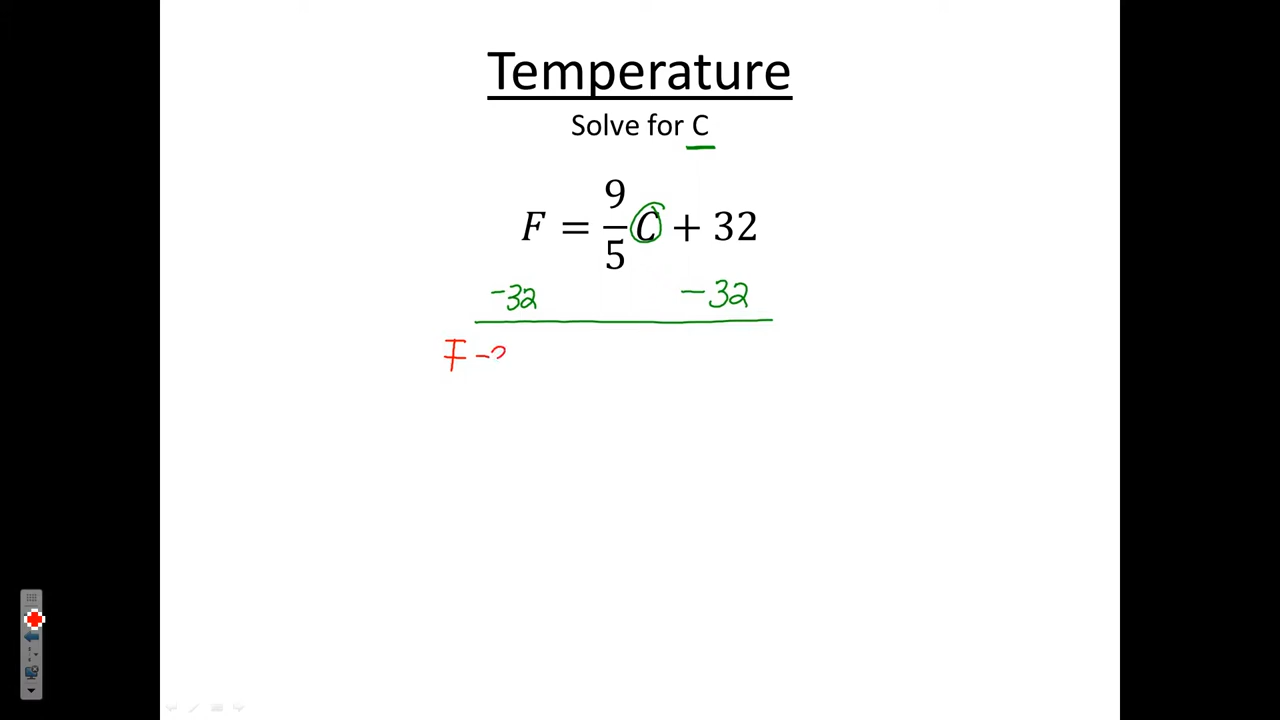 Temperature
Solve for C
F = 9/5 C + 32
-32 -32
F -